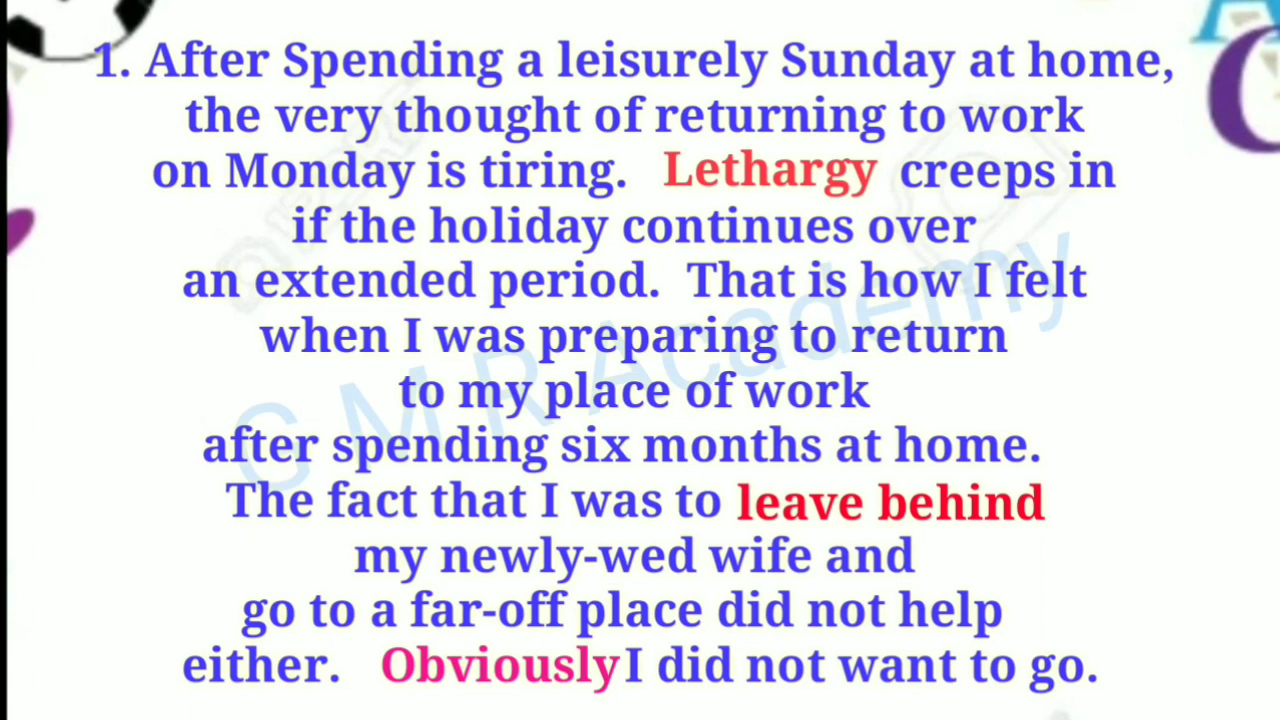 1. After Spending a leisurely Sunday at home,
the very thought of returning to work
on Monday is tiring. Lethargy creeps in
if the holiday continues over
an extended period. That is how I felt
when I was preparing to return
to my place of work
after spending six months at home.
The fact that I was to leave behind
my newly-wed wife and
go to a far-off place did not help
either. Obviously I did not want to go.
G M R Academy